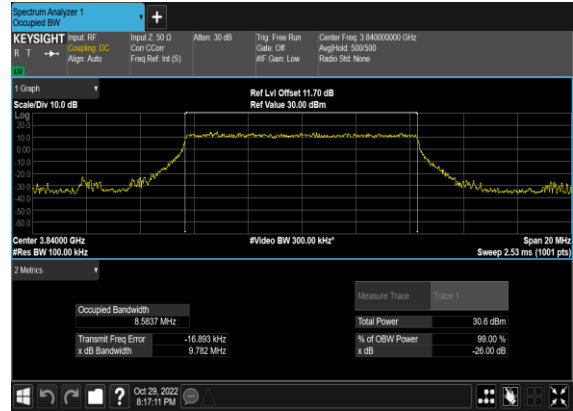 Spectrum Analyzer 1
Occupied BW
+
KEYSIGHT Input: RF Input Z: 50 Ω Atten: 30 dB Trig: Free Run Center Freq: 3.840000000 GHz
R T Coupling: DC Corr CCorr Gate: Off Avg|Hold: 500/500
Align: Auto Freq Ref: Int (S) #IF Gain: Low Radio Std: None
LM
1 Graph
Ref Lvl Offset 11.70 dB
Scale/Div 10.0 dB Ref Value 30.00 dBm
Log
20.0
10.0
0.00
-10.0
-20.0
-30.0
-40.0
-50.0
-60.0
Center 3.84000 GHz #Video BW 300.00 kHz* Span 20 MHz
#Res BW 100.00 kHz Sweep 2.53 ms (1001 pts)
2 Metrics
Measure Trace Trace 1
Occupied Bandwidth
8.5837 MHz Total Power 30.6 dBm
Transmit Freq Error -16.893 kHz % of OBW Power 99.00 %
x dB Bandwidth 9.782 MHz x dB -26.00 dB
? Oct 29, 2022
8:17:11 PM